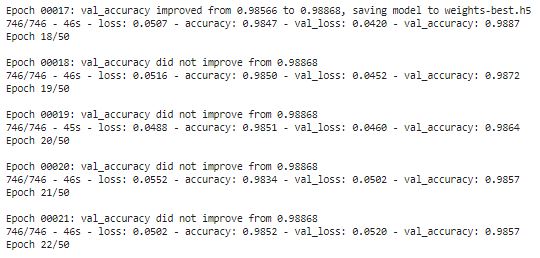 Epoch 00017: val_accuracy improved from 0.98566 to 0.98868, saving model to weights-best.h5
746/746 - 46s - loss: 0.0507 - accuracy: 0.9847 - val_loss: 0.0420 - val_accuracy: 0.9887
Epoch 18/50
Epoch 00018: val_accuracy did not improve from 0.98868
746/746 - 46s - loss: 0.0516 - accuracy: 0.9850 - val_loss: 0.0452 - val_accuracy: 0.9872
Epoch 19/50
Epoch 00019: val_accuracy did not improve from 0.98868
746/746 - 45s - loss: 0.0488 - accuracy: 0.9851 - val_loss: 0.0460 - val_accuracy: 0.9864
Epoch 20/50
Epoch 00020: val_accuracy did not improve from 0.98868
746/746 - 46s - loss: 0.0552 - accuracy: 0.9834 - val_loss: 0.0502 - val_accuracy: 0.9857
Epoch 21/50
Epoch 00021: val_accuracy did not improve from 0.98868
746/746 - 46s - loss: 0.0502 - accuracy: 0.9852 - val_loss: 0.0520 - val_accuracy: 0.9857
Epoch 22/50